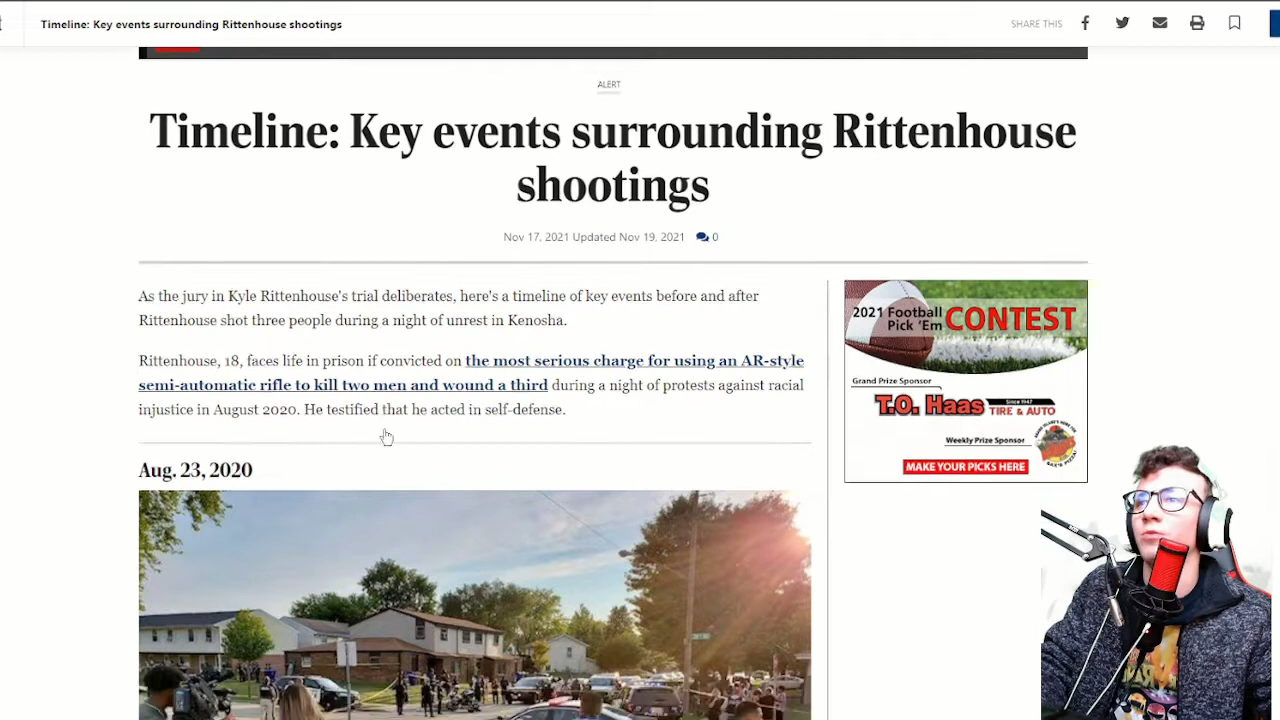 Timeline: Key events surrounding Rittenhouse shootings
SHARE THIS
ALERT
Timeline: Key events surrounding Rittenhouse
shootings
Nov 17, 2021 Updated Nov 19, 2021 0
As the jury in Kyle Rittenhouse's trial deliberates, here's a timeline of key events before and after
Rittenhouse shot three people during a night of unrest in Kenosha.
Rittenhouse, 18, faces life in prison if convicted on the most serious charge for using an AR-style
semi-automatic rifle to kill two men and wound a third during a night of protests against racial
injustice in August 2020. He testified that he acted in self-defense.
Aug. 23, 2020
2021 Football
Pick 'Em CONTEST
Grand Prize Sponsor
Since 1947
T.O. Haas TIRE & AUTO
Weekly Prize Sponsor
MAKE YOUR PICKS HERE